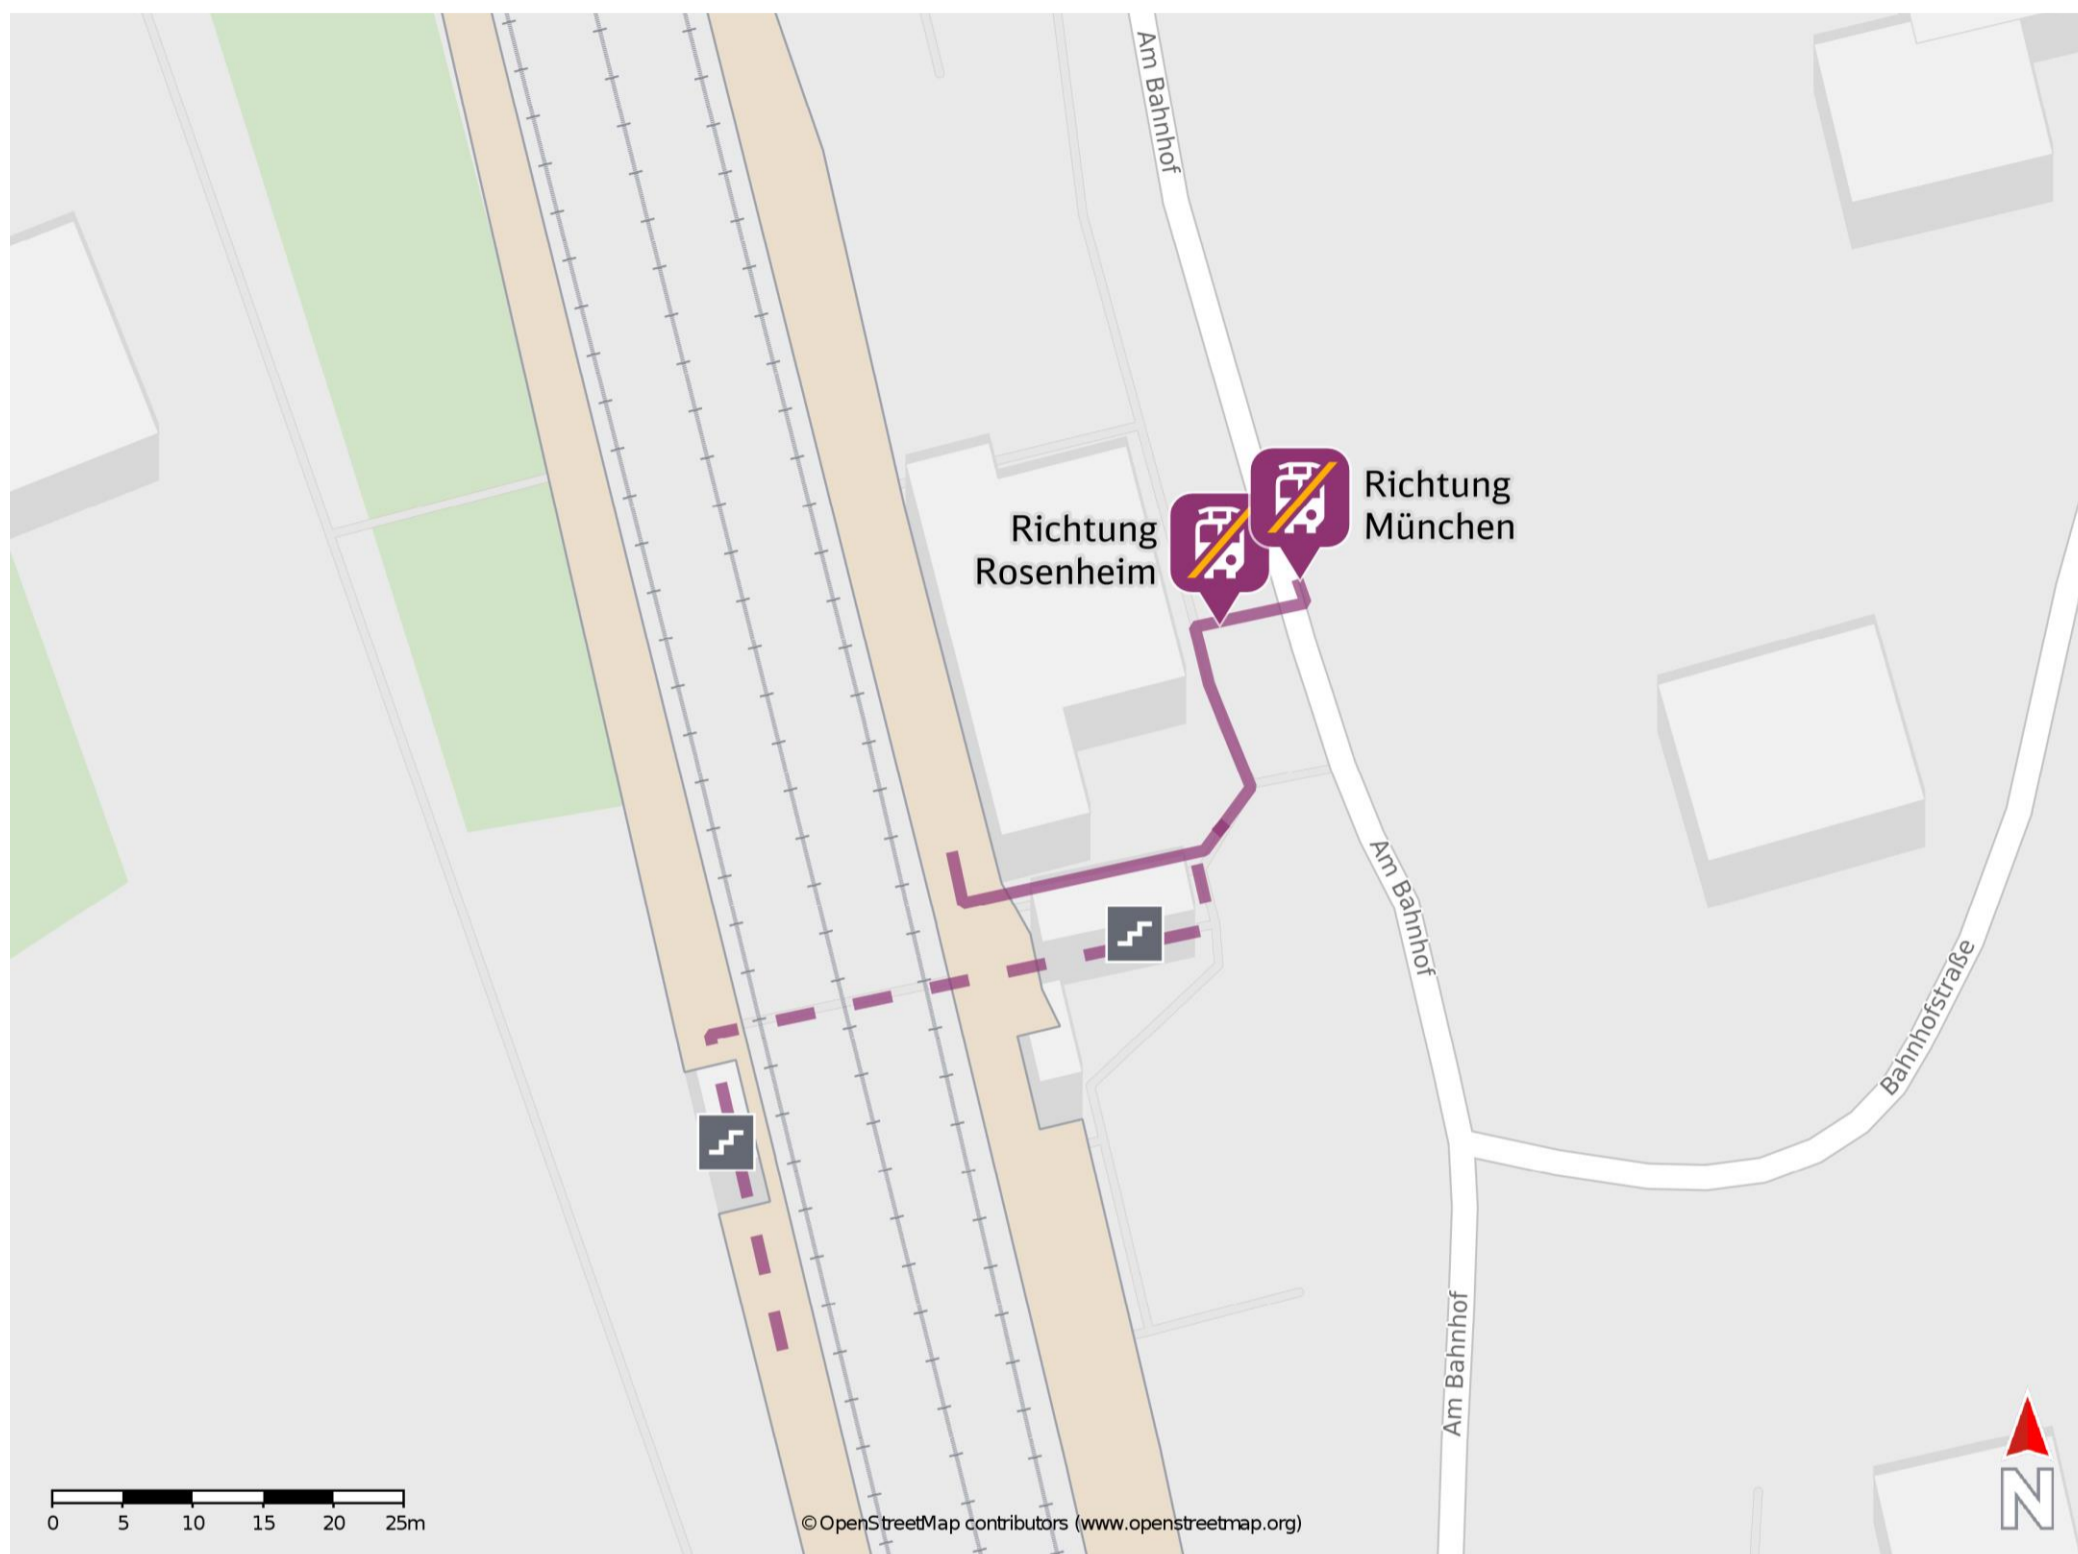 Am Bahnhof
Richtung
München
Richtung
Rosenheim
Am Bahnhof
Bahnhofstraße
Am Bahnhof
0 5 10 15 20 25m
© OpenStreetMap contributors (www.openstreetmap.org)
N